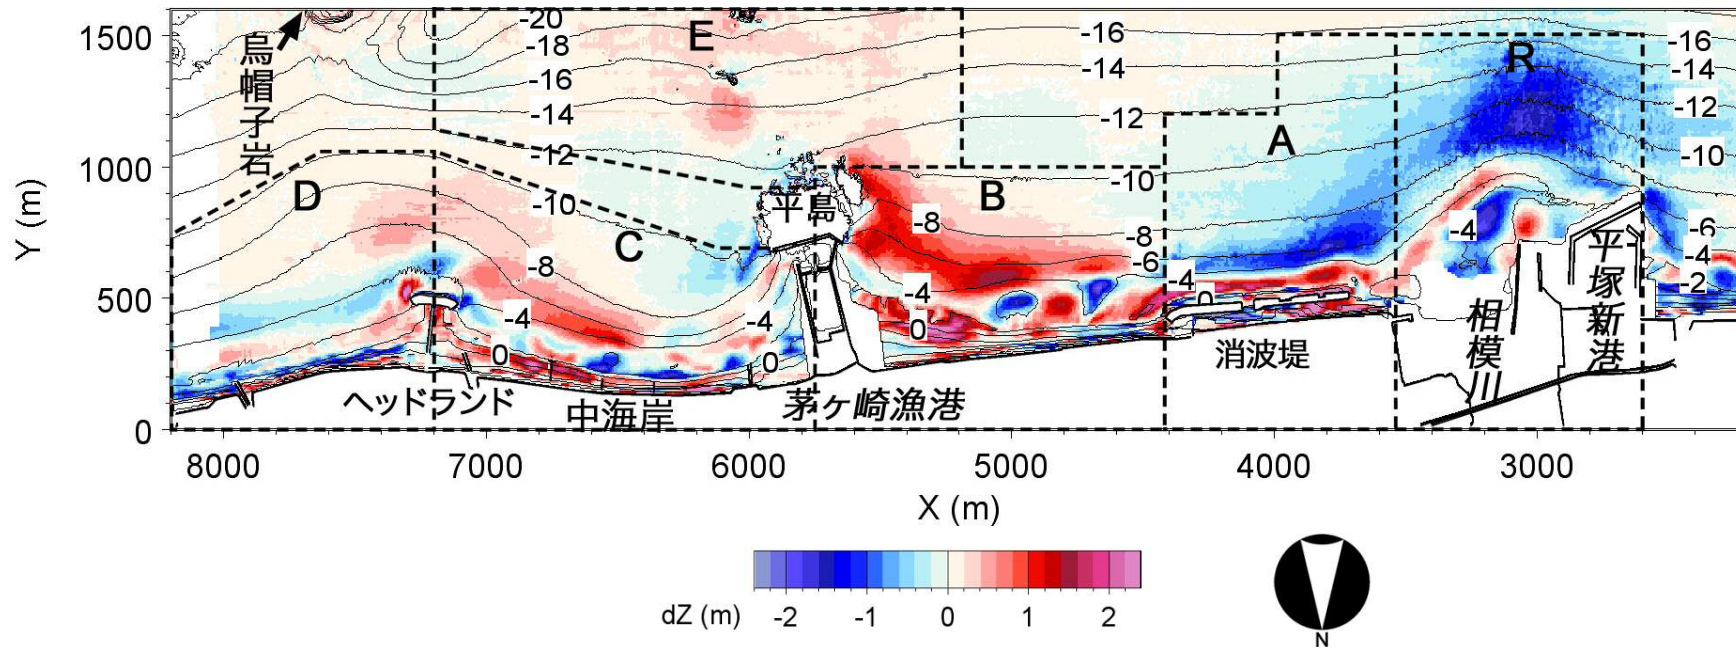 1500
1000
500
0
Y (m)
烏帽子岩
-20
-18
-16
-14
-12
-10
-8
-4
0
E
D
C
平島
-4
0
B
-8
-4
0
-16
-14
-12
-10
-8
-6
-4
0
A
R
-4
-16
-14
-12
-10
-6
-4
-2
ヘッドランド
中海岸
茅ヶ崎漁港
消波堤
相模川
平塚新港
8000
7000
6000
5000
4000
3000
X (m)
dZ (m)
-2
-1
0
1
2
N